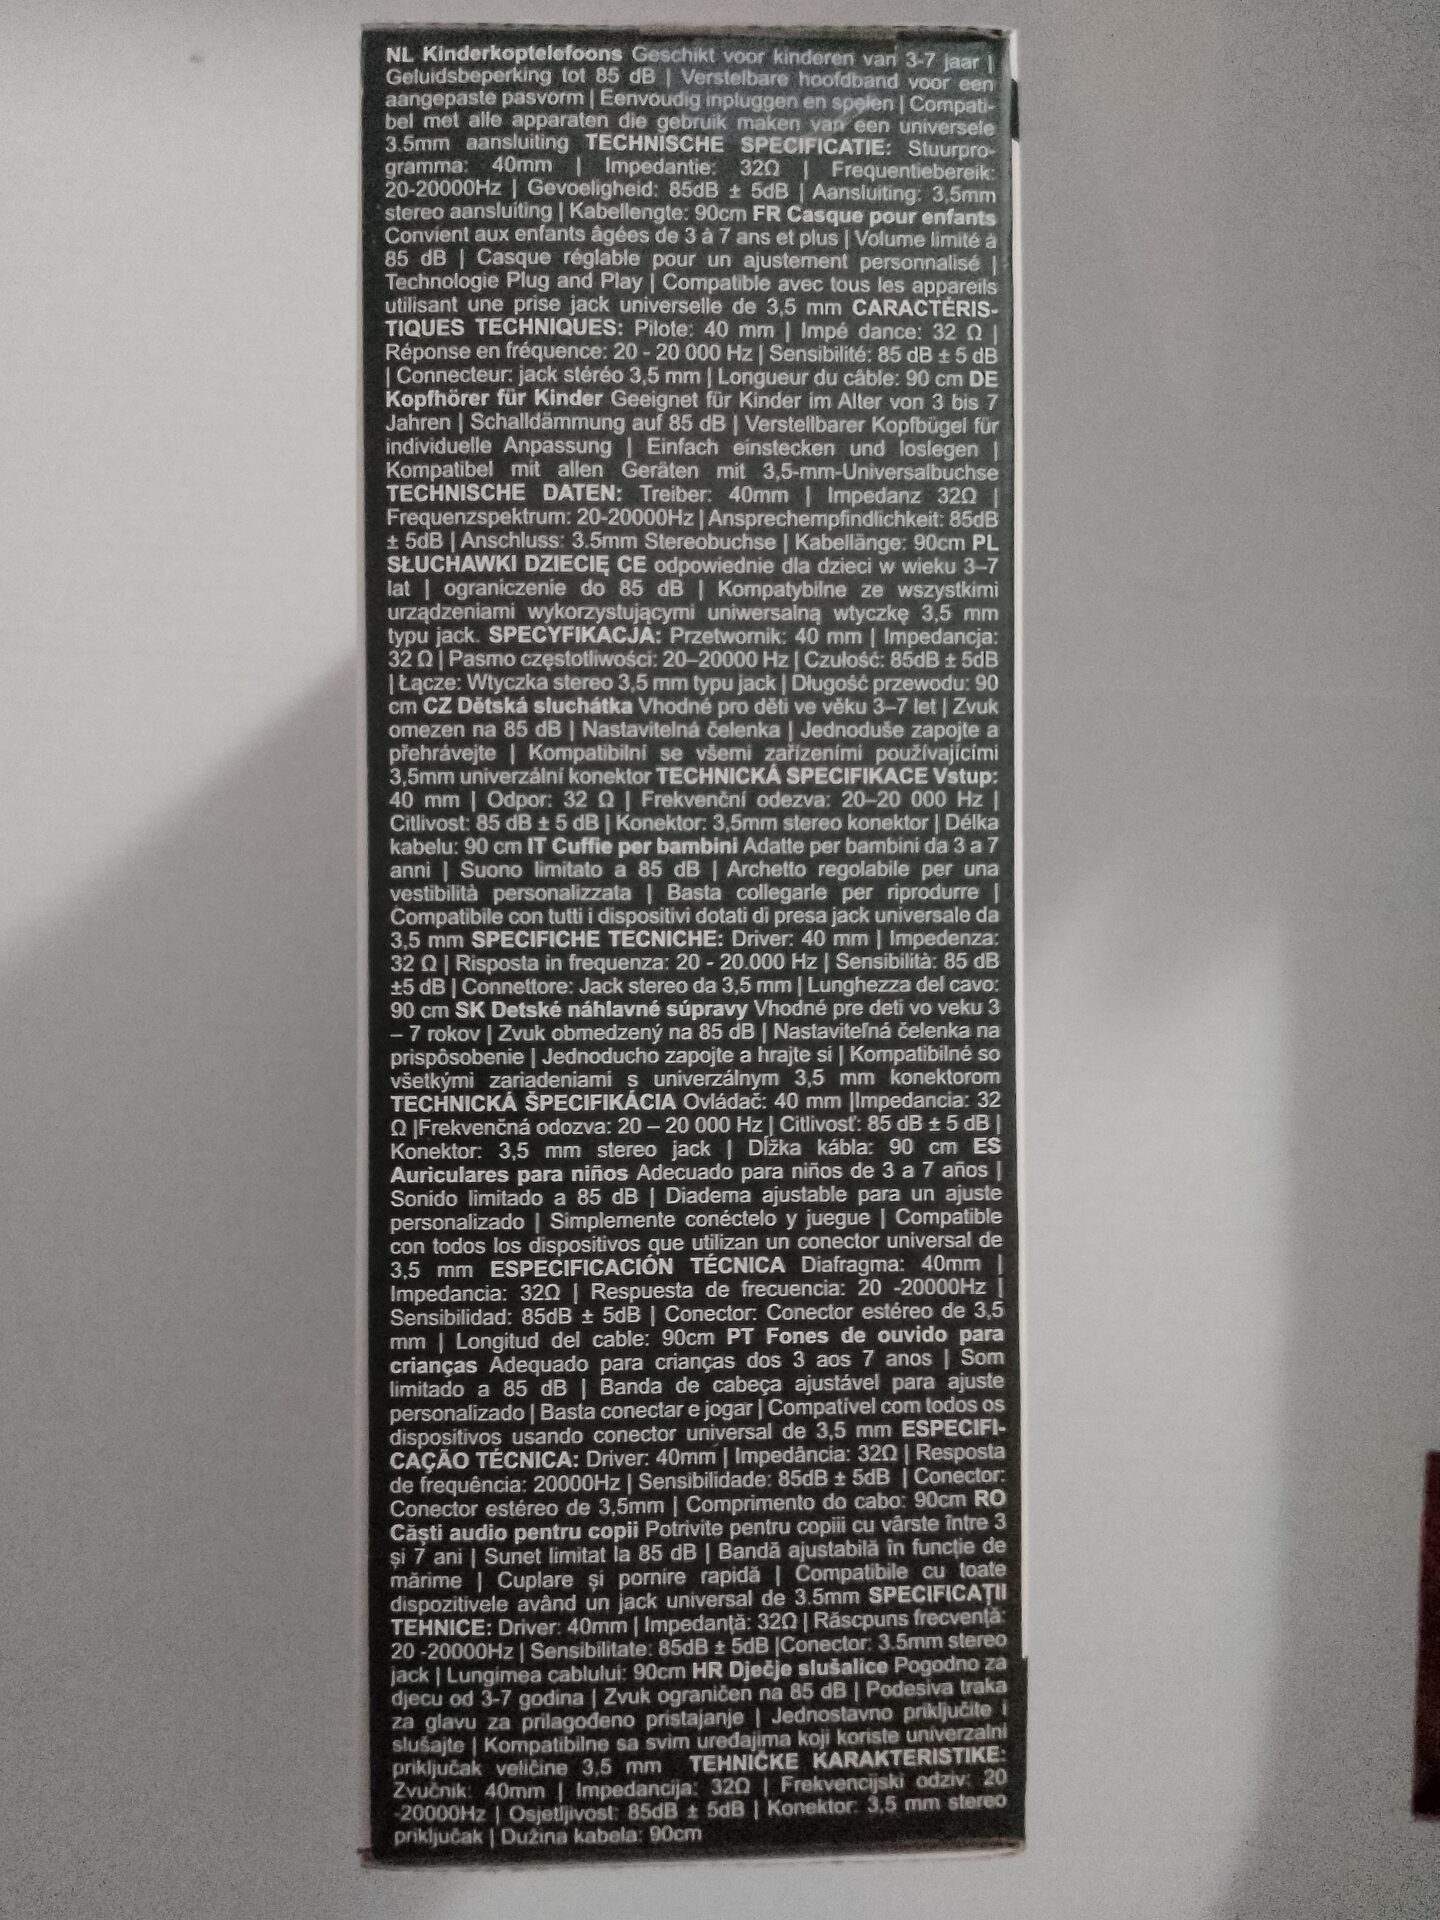 NL Kinderkoptelefoons Geschikt voor kinderen van 3-7 jaar |
Geluidsbeperking tot 85 dB | Verstelbare hoofdband voor een
aangepaste pasvorm | Eenvoudig inpluggen en spelen | Compati-
bel met alle apparaten die gebruik maken van een universele
3.5mm aansluiting TECHNISCHE SPECIFICATIE: Stuurpro-
gramma: 40mm | Impedantie: 32Ω | Frequentiebereik:
20-20000Hz | Gevoeligheid: 85dB ± 5dB | Aansluiting: 3,5mm
stereo aansluiting | Kabellengte: 90cm FR Casque pour enfants
Convient aux enfants âgées de 3 à 7 ans et plus | Volume limité à
85 dB | Casque réglable pour un ajustement personnalisé |
Technologie Plug and Play | Compatible avec tous les appareils
utilisant une prise jack universelle de 3,5 mm CARACTÉRIS-
TIQUES TECHNIQUES: Pilote: 40 mm | Impé dance: 32 Ω |
Réponse en fréquence: 20 - 20 000 Hz | Sensibilité: 85 dB ± 5 dB
| Connecteur: jack stéréo 3,5 mm | Longueur du câble: 90 cm DE
Kopfhörer für Kinder Geeignet für Kinder im Alter von 3 bis 7
Jahren | Schalldämmung auf 85 dB | Verstellbarer Kopfbügel für
individuelle Anpassung | Einfach einstecken und loslegen |
Kompatibel mit allen Geräten mit 3,5-mm-Universalbuchse
TECHNISCHE DATEN: Treiber: 40mm | Impedanz 32Ω |
Frequenzspektrum: 20-20000Hz | Ansprechempfindlichkeit: 85dB
± 5dB | Anschluss: 3.5mm Stereobuchse | Kabellänge: 90cm PL
SŁUCHAWKI DZIECIĘ CE odpowiednie dla dzieci w wieku 3–7
lat | ograniczenie do 85 dB | Kompatybilne ze wszystkimi
urządzeniami wykorzystującymi uniwersalną wtyczkę 3,5 mm
typu jack. SPECYFIKACJA: Przetwornik: 40 mm | Impedancja:
32 Ω | Pasmo częstotliwości: 20–20000 Hz | Czułość: 85dB ± 5dB
| Łącze: Wtyczka stereo 3,5 mm typu jack | Długość przewodu: 90
cm CZ Dětská sluchátka Vhodné pro děti ve věku 3–7 let | Zvuk
omezen na 85 dB | Nastavitelná čelenka | Jednoduše zapojte a
přehrávejte | Kompatibilní se všemi zařízeními používajícími
3,5mm univerzální konektor TECHNICKÁ SPECIFIKACE Vstup:
40 mm | Odpor: 32 Ω | Frekvenční odezva: 20–20 000 Hz |
Citlivost: 85 dB ± 5 dB | Konektor: 3,5mm stereo konektor | Délka
kabelu: 90 cm IT Cuffie per bambini Adatte per bambini da 3 a 7
anni | Suono limitato a 85 dB | Archetto regolabile per una
vestibilità personalizzata | Basta collegarle per riprodurre |
Compatibile con tutti i dispositivi dotati di presa jack universale da
3,5 mm SPECIFICHE TECNICHE: Driver: 40 mm | Impedenza:
32 Ω | Risposta in frequenza: 20 - 20.000 Hz | Sensibilità: 85 dB
±5 dB | Connettore: Jack stereo da 3,5 mm | Lunghezza del cavo:
90 cm SK Detské náhlavné súpravy Vhodné pre deti vo veku 3
– 7 rokov | Zvuk obmedzený na 85 dB | Nastaviteľná čelenka na
prispôsobenie | Jednoducho zapojte a hrajte si | Kompatibilné so
všetkými zariadeniami s univerzálnym 3,5 mm konektorom
TECHNICKÁ ŠPECIFIKÁCIA Ovládač: 40 mm |Impedancia: 32
Ω |Frekvenčná odozva: 20 – 20 000 Hz | Citlivosť: 85 dB ± 5 dB |
Konektor: 3,5 mm stereo jack | Dĺžka kábla: 90 cm ES
Auriculares para niños Adecuado para niños de 3 a 7 años |
Sonido limitado a 85 dB | Diadema ajustable para un ajuste
personalizado | Simplemente conéctelo y juegue | Compatible
con todos los dispositivos que utilizan un conector universal de
3,5 mm ESPECIFICACIÓN TÉCNICA Diafragma: 40mm |
Impedancia: 32Ω | Respuesta de frecuencia: 20 -20000Hz |
Sensibilidad: 85dB ± 5dB | Conector: Conector estéreo de 3,5
mm | Longitud del cable: 90cm PT Fones de ouvido para
crianças Adequado para crianças dos 3 aos 7 anos | Som
limitado a 85 dB | Banda de cabeça ajustável para ajuste
personalizado | Basta conectar e jogar | Compatível com todos os
dispositivos usando conector universal de 3,5 mm ESPECIFI-
CAÇÃO TÉCNICA: Driver: 40mm | Impedância: 32Ω | Resposta
de frequência: 20000Hz | Sensibilidade: 85dB ± 5dB | Conector:
Conector estéreo de 3,5mm | Comprimento do cabo: 90cm RO
Căști audio pentru copii Potrivite pentru copiii cu vârste între 3
și 7 ani | Sunet limitat la 85 dB | Bandă ajustabilă în funcție de
mărime | Cuplare și pornire rapidă | Compatibile cu toate
dispozitivele având un jack universal de 3.5mm SPECIFICAȚII
TEHNICE: Driver: 40mm | Impedanță: 32Ω | Răscpuns frecvență:
20 -20000Hz | Sensibilitate: 85dB ± 5dB |Conector: 3.5mm stereo
jack | Lungimea cablului: 90cm HR Dječje slušalice Pogodno za
djecu od 3-7 godina | Zvuk ograničen na 85 dB | Podesiva traka
za glavu za prilagođeno pristajanje | Jednostavno priključite i
slušajte | Kompatibilne sa svim uređajima koji koriste univerzalni
priključak veličine 3,5 mm TEHNIČKE KARAKTERISTIKE:
Zvučnik: 40mm | Impedancija: 32Ω | Frekvencijski odziv: 20
-20000Hz | Osjetljivost: 85dB ± 5dB | Konektor: 3,5 mm stereo
priključak | Dužina kabela: 90cm